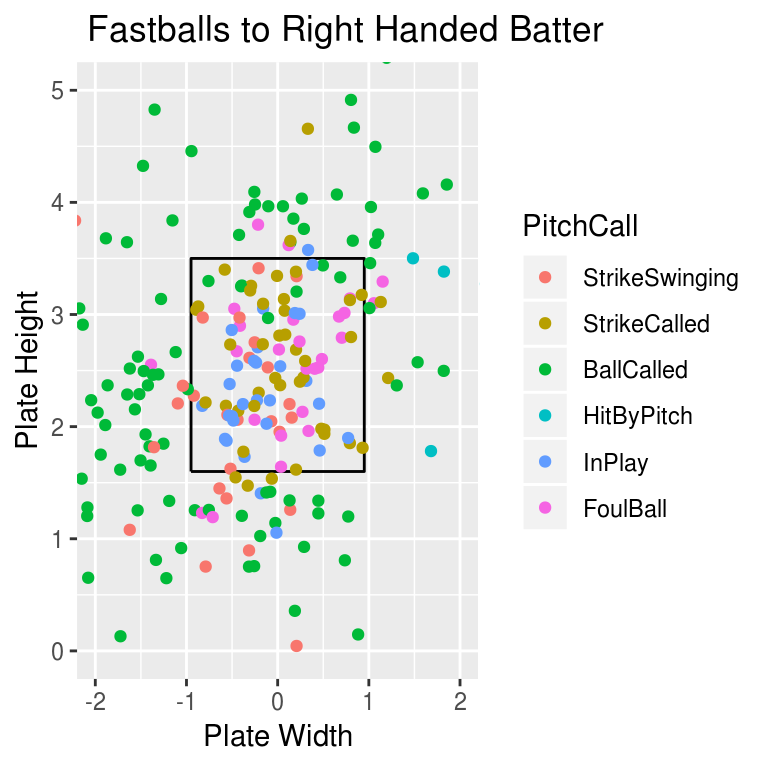 Fastballs to Right Handed Batter
5
4
3
2
1
0
-2
-1
0
1
2
Plate Width
Plate Height
PitchCall
StrikeSwinging
StrikeCalled
BallCalled
HitByPitch
InPlay
FoulBall